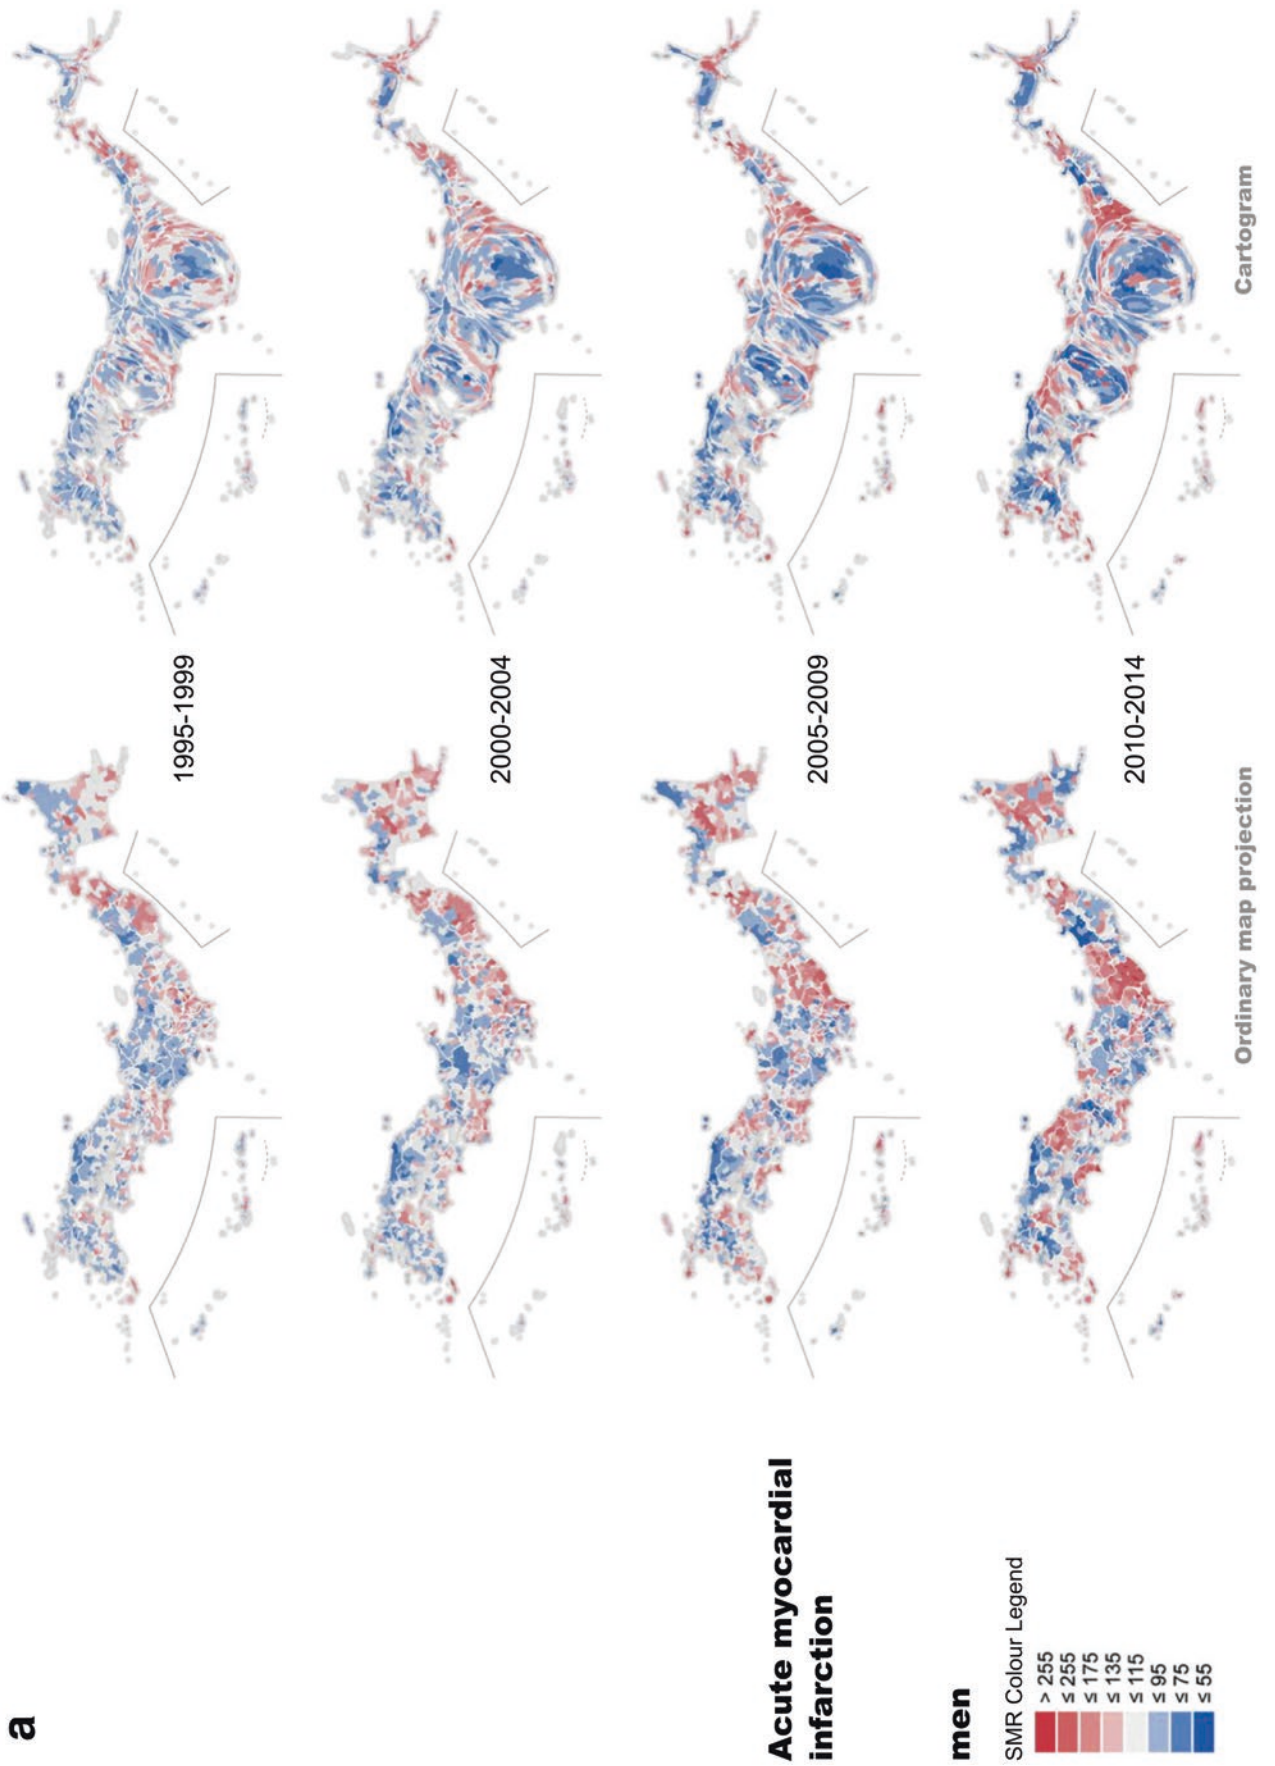 a
Acute myocardial
infarction
men
SMR Colour Legend
> 255
≤ 255
≤ 175
≤ 135
≤ 115
≤ 95
≤ 75
≤ 55
1995-1999
2000-2004
2005-2009
2010-2014
Ordinary map projection
Cartogram